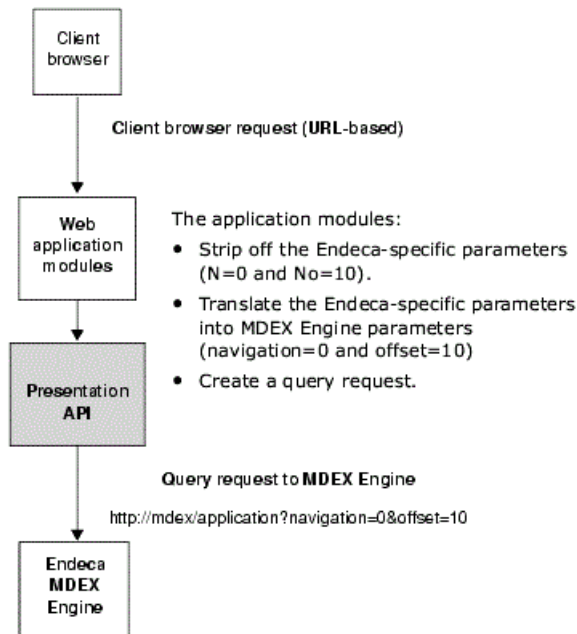 Client
browser
Client browser request (URL-based)
Web
application
modules
The application modules:
• Strip off the Endeca-specific parameters
(N=0 and No=10).
• Translate the Endeca-specific parameters
into MDEX Engine parameters
(navigation=0 and offset=10)
• Create a query request.
Presentation
API
Query request to MDEX Engine
http://mdex/application?navigation=0&offset=10
Endeca
MDEX
Engine